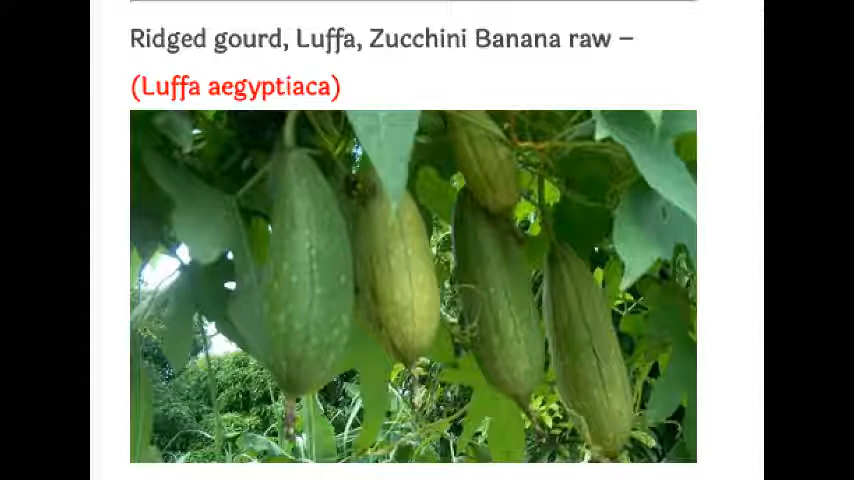 Ridged gourd, Luffa, Zucchini Banana raw –
(Luffa aegyptiaca)